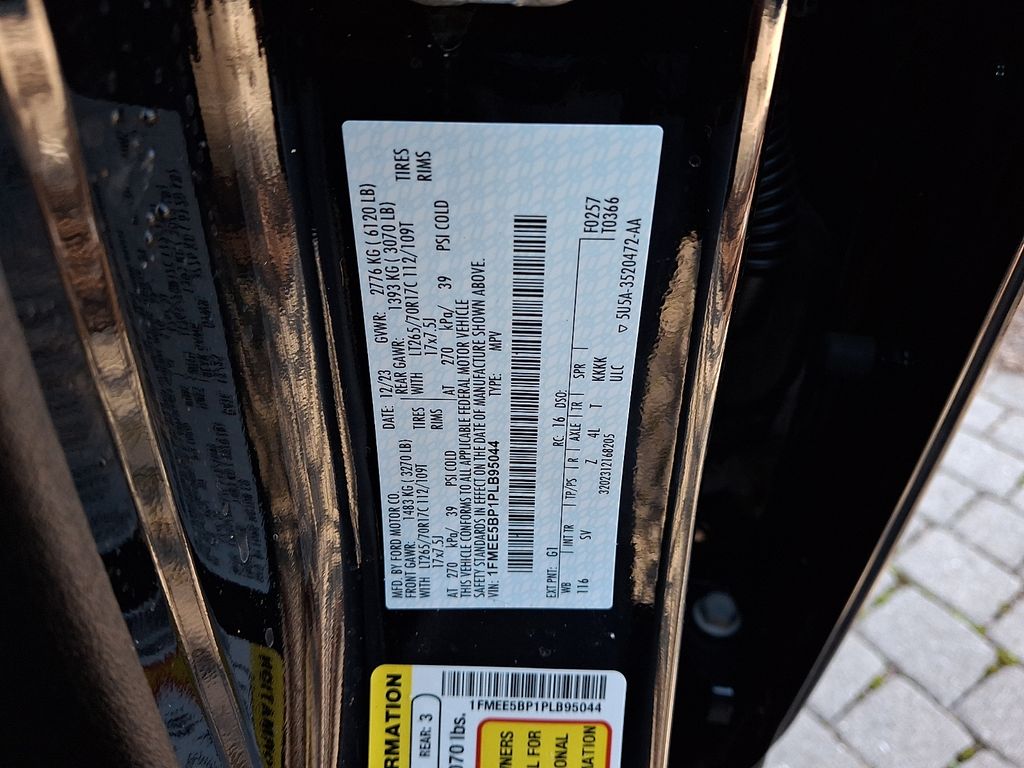 MFD. BY FORD MOTOR CO.
DATE: 12/23
GVWR: 2776 KG ( 6120 LB)
FRONT GAWR: 1483 KG ( 3270 LB)
REAR GAWR: 1393 KG ( 3070 LB)
WITH LT265/70R17C 112/109T TIRES
WITH LT265/70R17C 112/109T TIRES
17x7.5J RIMS
17x7.5J RIMS
AT 270 kPa/ 39 PSI COLD
AT 270 kPa/ 39 PSI COLD
THIS VEHICLE CONFORMS TO ALL APPLICABLE FEDERAL MOTOR VEHICLE
SAFETY STANDARDS IN EFFECT ON THE DATE OF MANUFACTURE SHOWN ABOVE.
VIN: 1FMEE5BP1PLB95044
TYPE: MPV
F0257
T0366
EXT PNT: G1 RC: 16 DSO:
WB INT TR TP/PS R AXLE TR SPR
116 SV Z 4L T KKKK
ULC
3202312168205
▽ 5U5A-3520472-AA
RMATION
REAR: 3
070 lbs.
1FMEE5BP1PLB95044
NERS
L FOR
ONAL
ATION